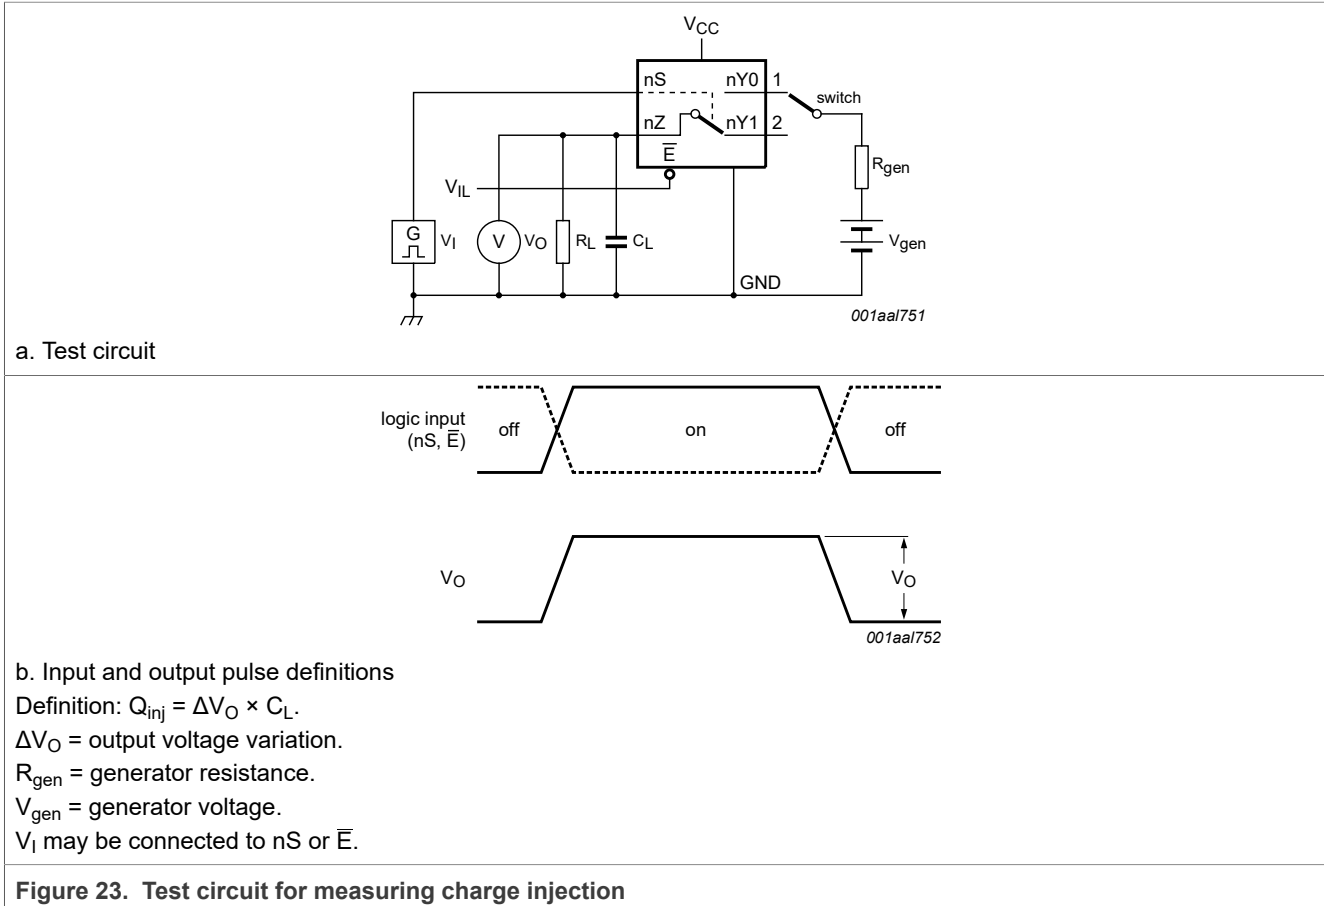 VCC
nS nY0 1
switch
nZ nY1 2
E̅
Rgen
VIL
G VI V VO RL CL Vgen
GND
001aal751
a. Test circuit
logic input
(nS, E̅) off on off
VO VO
001aal752
b. Input and output pulse definitions
Definition: Qinj = ΔVO × CL.
ΔVO = output voltage variation.
Rgen = generator resistance.
Vgen = generator voltage.
VI may be connected to nS or E̅.
Figure 23. Test circuit for measuring charge injection